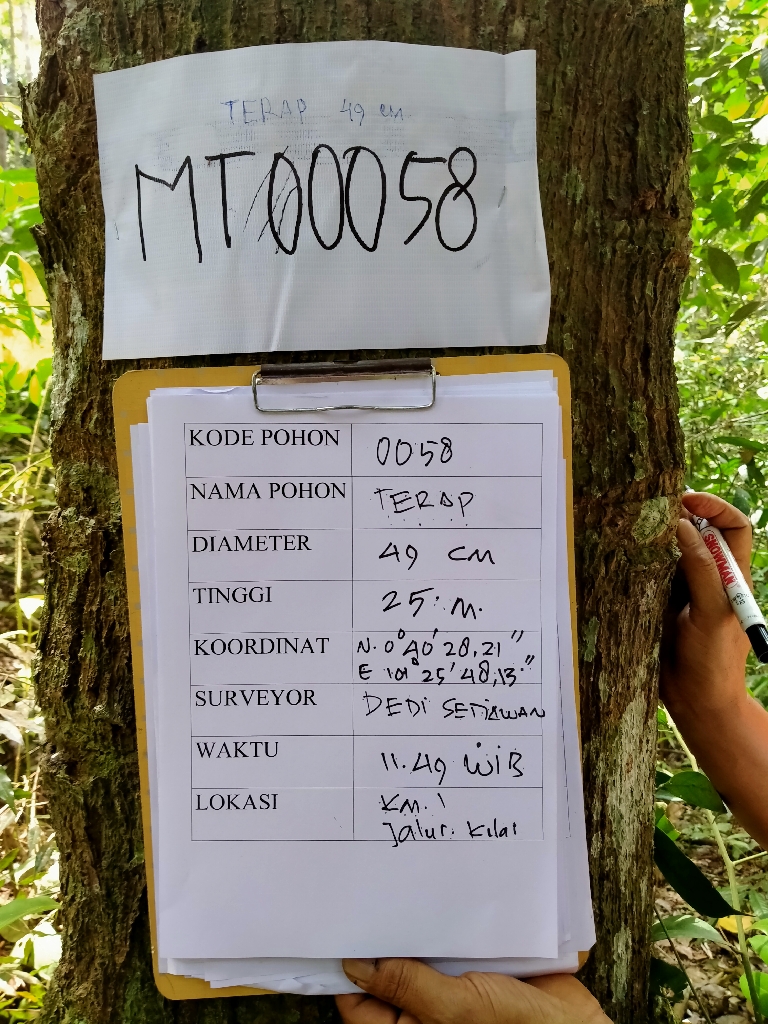 TERAP 49 cm
MT00058
KODE POHON 0058
NAMA POHON TERAP
DIAMETER 49 CM
TINGGI 25 M.
KOORDINAT N. 0° 40' 28,21"
E 101° 25' 48,13"
SURVEYOR DEDI SETIAWAN
WAKTU 11.49 WIB
LOKASI KM. 1
Jalur. Kiri
SNOWMAN